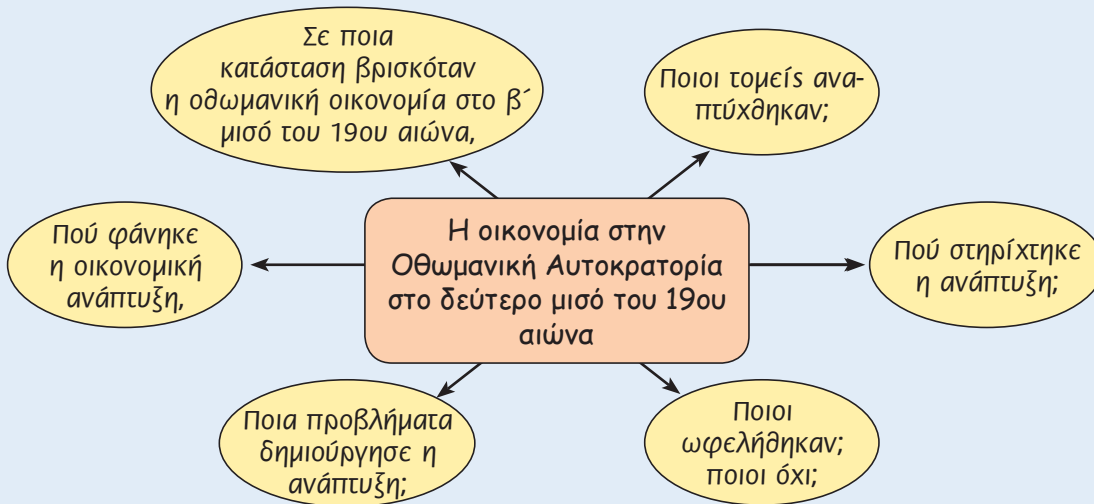 Σε ποια
κατάσταση βρισκόταν
η οθωμανική οικονομία στο β´
μισό του 19ου αιώνα,
Ποιοι τομείς ανα-
πτύχθηκαν;
Πού φάνηκε
η οικονομική
ανάπτυξη,
Η οικονομία στην
Οθωμανική Αυτοκρατορία
στο δεύτερο μισό του 19ου
αιώνα
Πού στηρίχτηκε
η ανάπτυξη;
Ποια προβλήματα
δημιούργησε η
ανάπτυξη;
Ποιοι
ωφελήθηκαν;
ποιοι όχι;